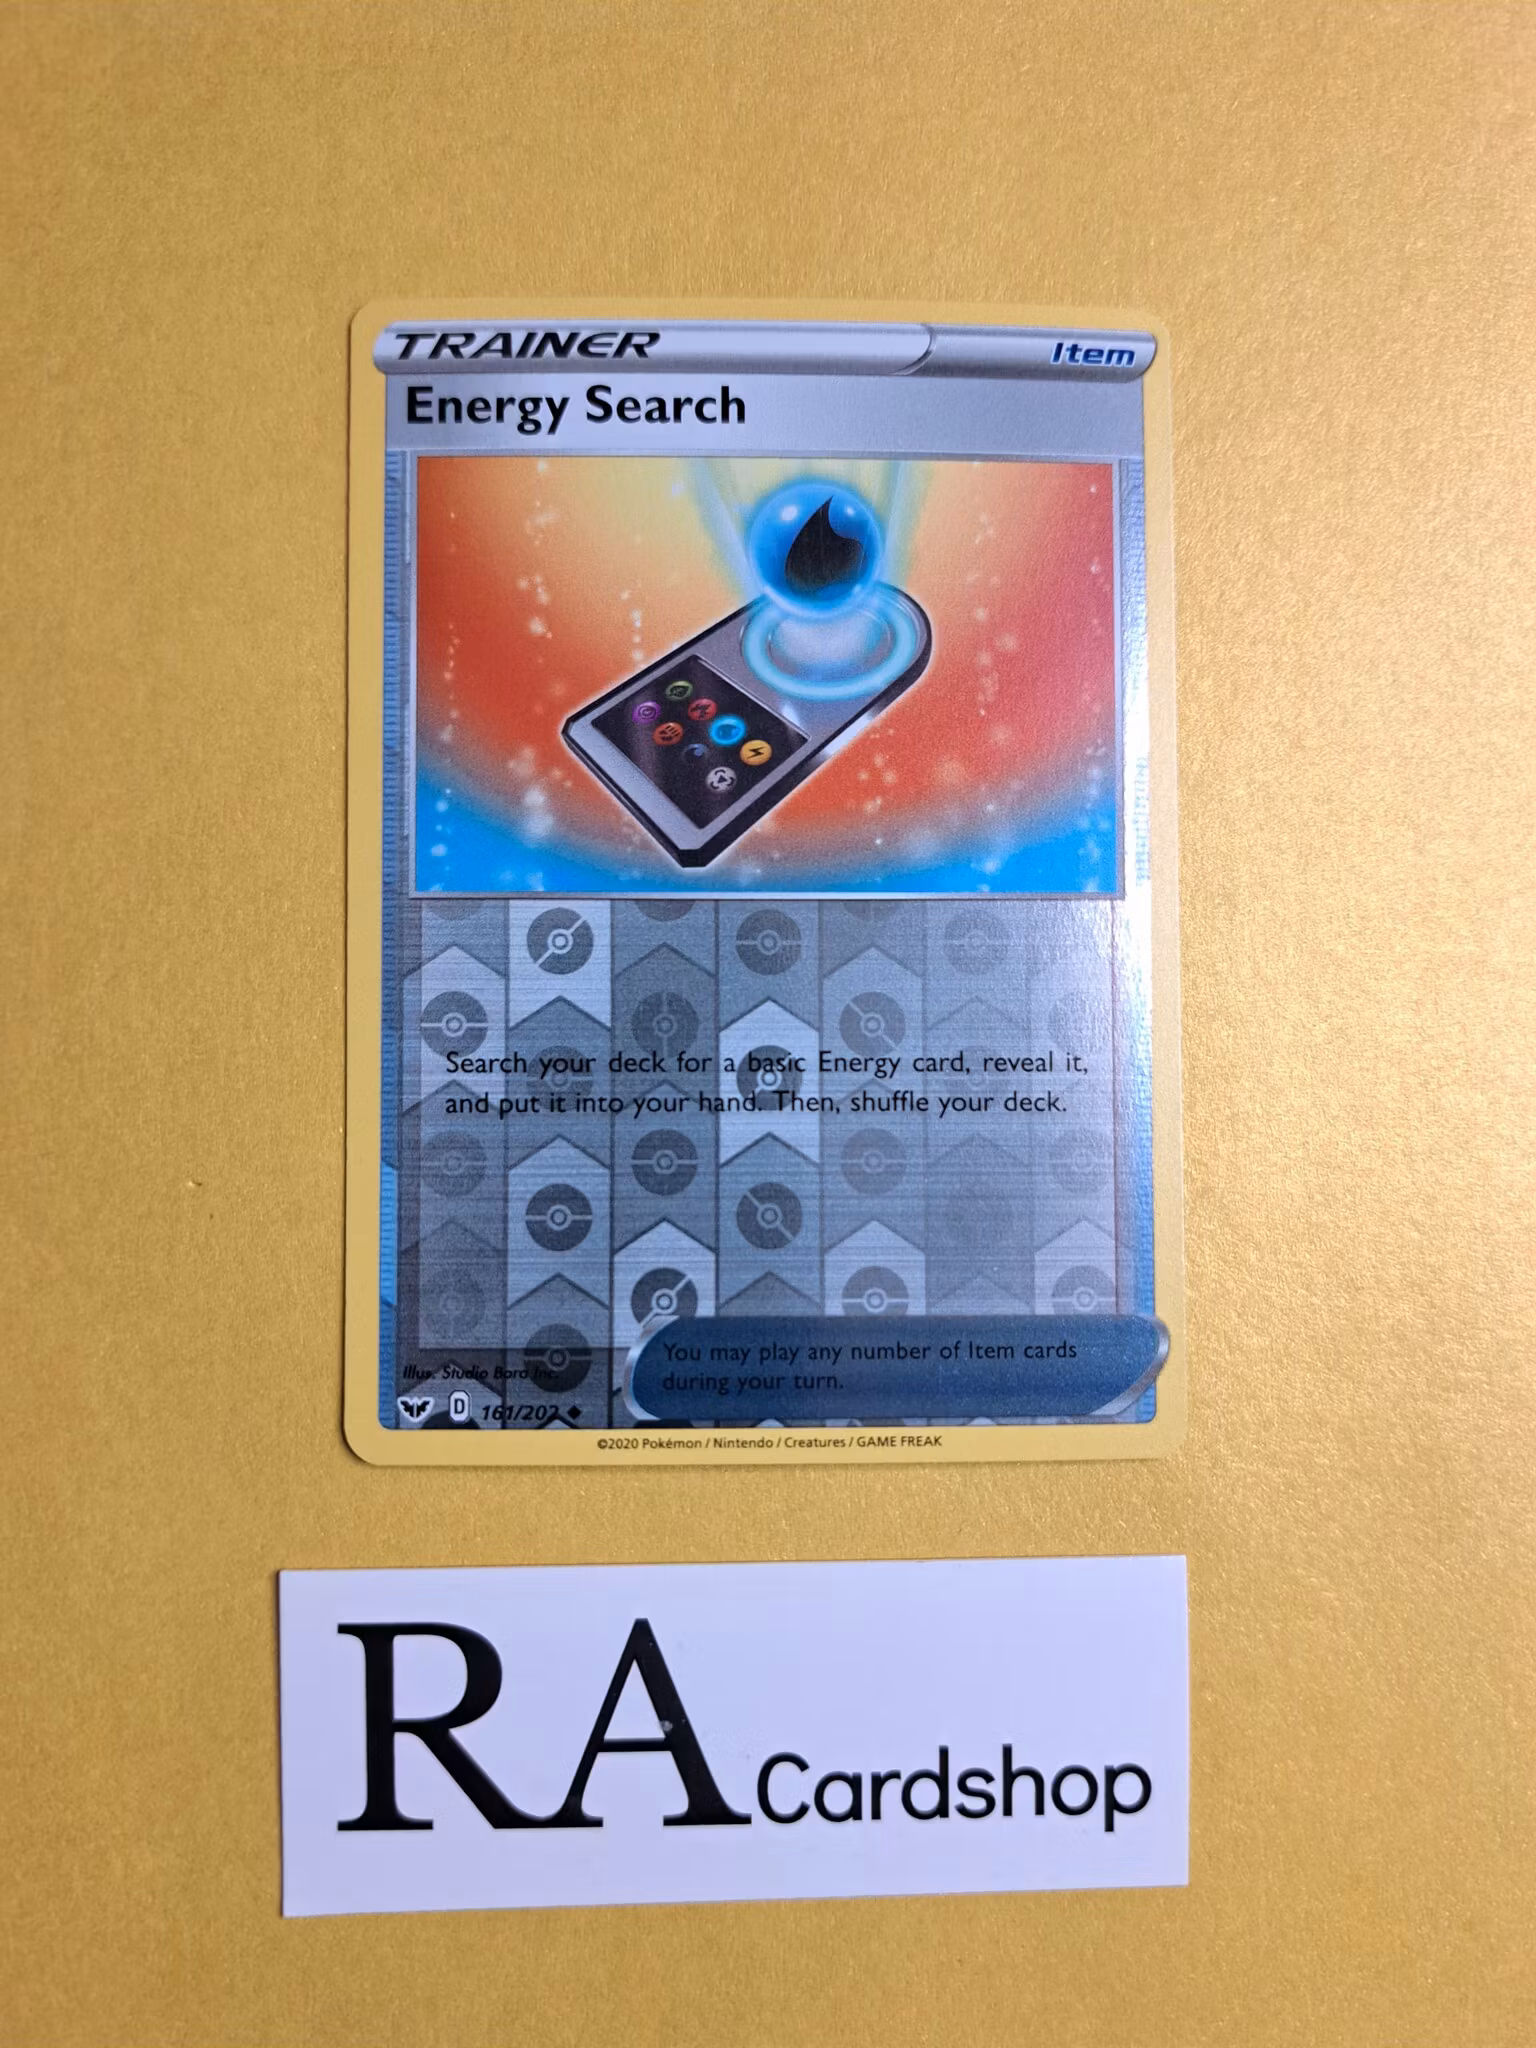 TRAINER
Item
Energy Search
Search your deck for a basic Energy card, reveal it,
and put it into your hand. Then, shuffle your deck.
You may play any number of Item cards
during your turn.
Illus. Studio Bora Inc.
D 161/202
©2020 Pokémon / Nintendo / Creatures / GAME FREAK
RA Cardshop